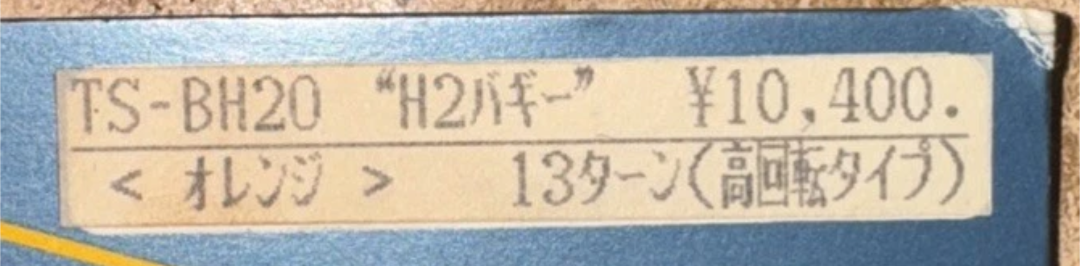 TS-BH20 “H2バギー” ¥10,400.
< オレンジ > 13ターン(高回転タイプ)